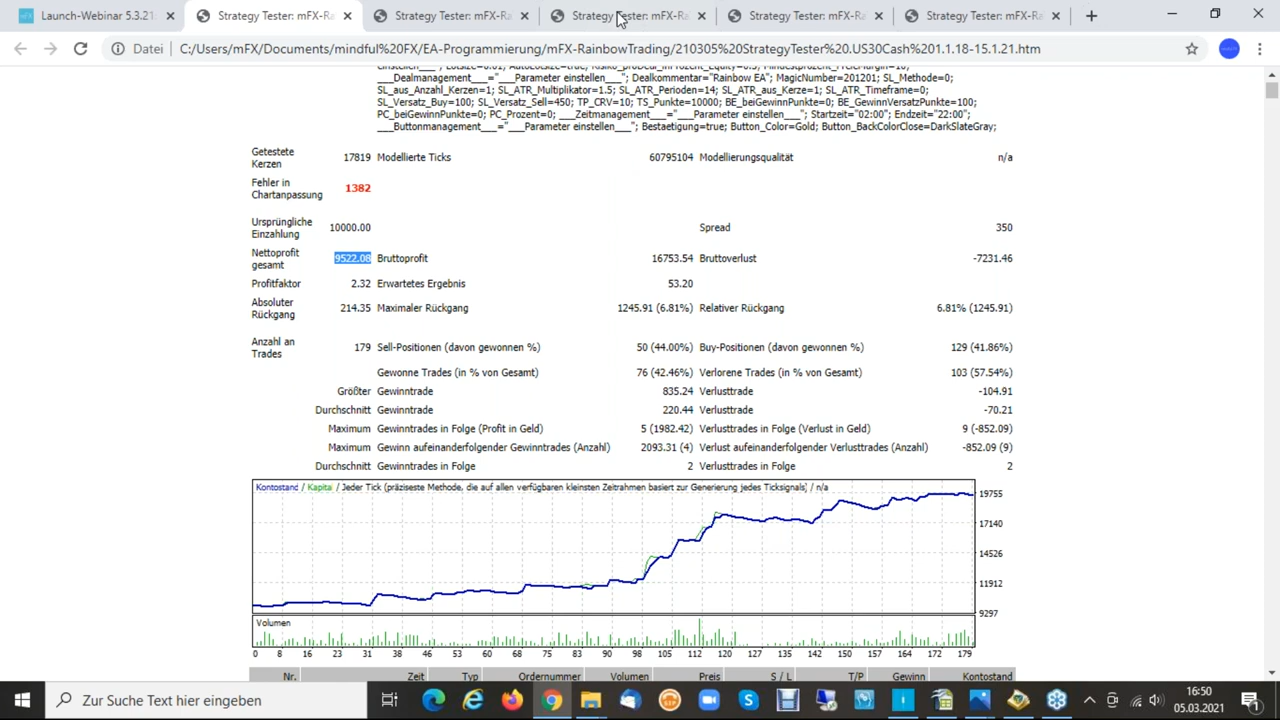 Launch-Webinar 5.3.21. Strategy Tester: mFX-Ra Strategy Tester: mFX-Ra Strategy Tester: mFX-Ra Strategy Tester: mFX-Ra Strategy Tester: mFX-Ra
Datei C:/Users/mFX/Documents/mindful%20FX/EA-Programmierung/mFX-RainbowTrading/210305%20StrategyTester%20.US30Cash%201.1.18-15.1.21.htm
___Dealmanagement___="___Parameter einstellen___"; Dealkommentar="Rainbow EA"; MagicNumber=201201; SL_Methode=0;
SL_aus_Anzahl_Kerzen=1; SL_ATR_Multiplikator=1.5; SL_ATR_Perioden=14; SL_ATR_aus_Kerze=1; SL_ATR_Timeframe=0;
SL_Versatz_Buy=100; SL_Versatz_Sell=450; TP_CRV=10; TS_Punkte=10000; BE_beiGewinnPunkte=0; BE_GewinnVersatzPunkte=100;
PC_beiGewinnPunkte=0; PC_Prozent=0; ___Zeitmanagement___="___Parameter einstellen___"; Startzeit="02:00"; Endzeit="22:00";
___Buttonmanagement___="___Parameter einstellen___"; Bestaetigung=true; Button_Color=Gold; Button_BackColorClose=DarkSlateGray;
Getestete
Kerzen 17819 Modellierte Ticks 60795104 Modellierungsqualität n/a
Fehler in
Chartanpassung 1382
Ursprüngliche
Einzahlung 10000.00 Spread 350
Nettoprofit
gesamt 9522.08 Bruttoprofit 16753.54 Bruttoverlust -7231.46
Profitfaktor 2.32 Erwartetes Ergebnis 53.20
Absoluter
Rückgang 214.35 Maximaler Rückgang 1245.91 (6.81%) Relativer Rückgang 6.81% (1245.91)
Anzahl an
Trades 179 Sell-Positionen (davon gewonnen %) 50 (44.00%) Buy-Positionen (davon gewonnen %) 129 (41.86%)
Gewonne Trades (in % von Gesamt) 76 (42.46%) Verlorene Trades (in % von Gesamt) 103 (57.54%)
Größter Gewinntrade 835.24 Verlusttrade -104.91
Durchschnitt Gewinntrade 220.44 Verlusttrade -70.21
Maximum Gewinntrades in Folge (Profit in Geld) 5 (1982.42) Verlusttrades in Folge (Verlust in Geld) 9 (-852.09)
Maximum Gewinn aufeinanderfolgender Gewinntrades (Anzahl) 2093.31 (4) Verlust aufeinanderfolgender Verlusttrades (Anzahl) -852.09 (9)
Durchschnitt Gewinntrades in Folge 2 Verlusttrades in Folge 2
Kontostand / Kapital / Jeder Tick (präziseste Methode, die auf allen verfügbaren kleinsten Zeitrahmen basiert zur Generierung jedes Ticksignals) / n/a
19755
17140
14526
11912
9297
Volumen
0 8 16 23 31 38 46 53 60 68 75 83 90 98 105 112 120 127 135 142 150 157 164 172 179
Nr. Zeit Typ Ordernummer Volumen Preis S / L T/P Gewinn Kontostand
Zur Suche Text hier eingeben
16:50
05.03.2021